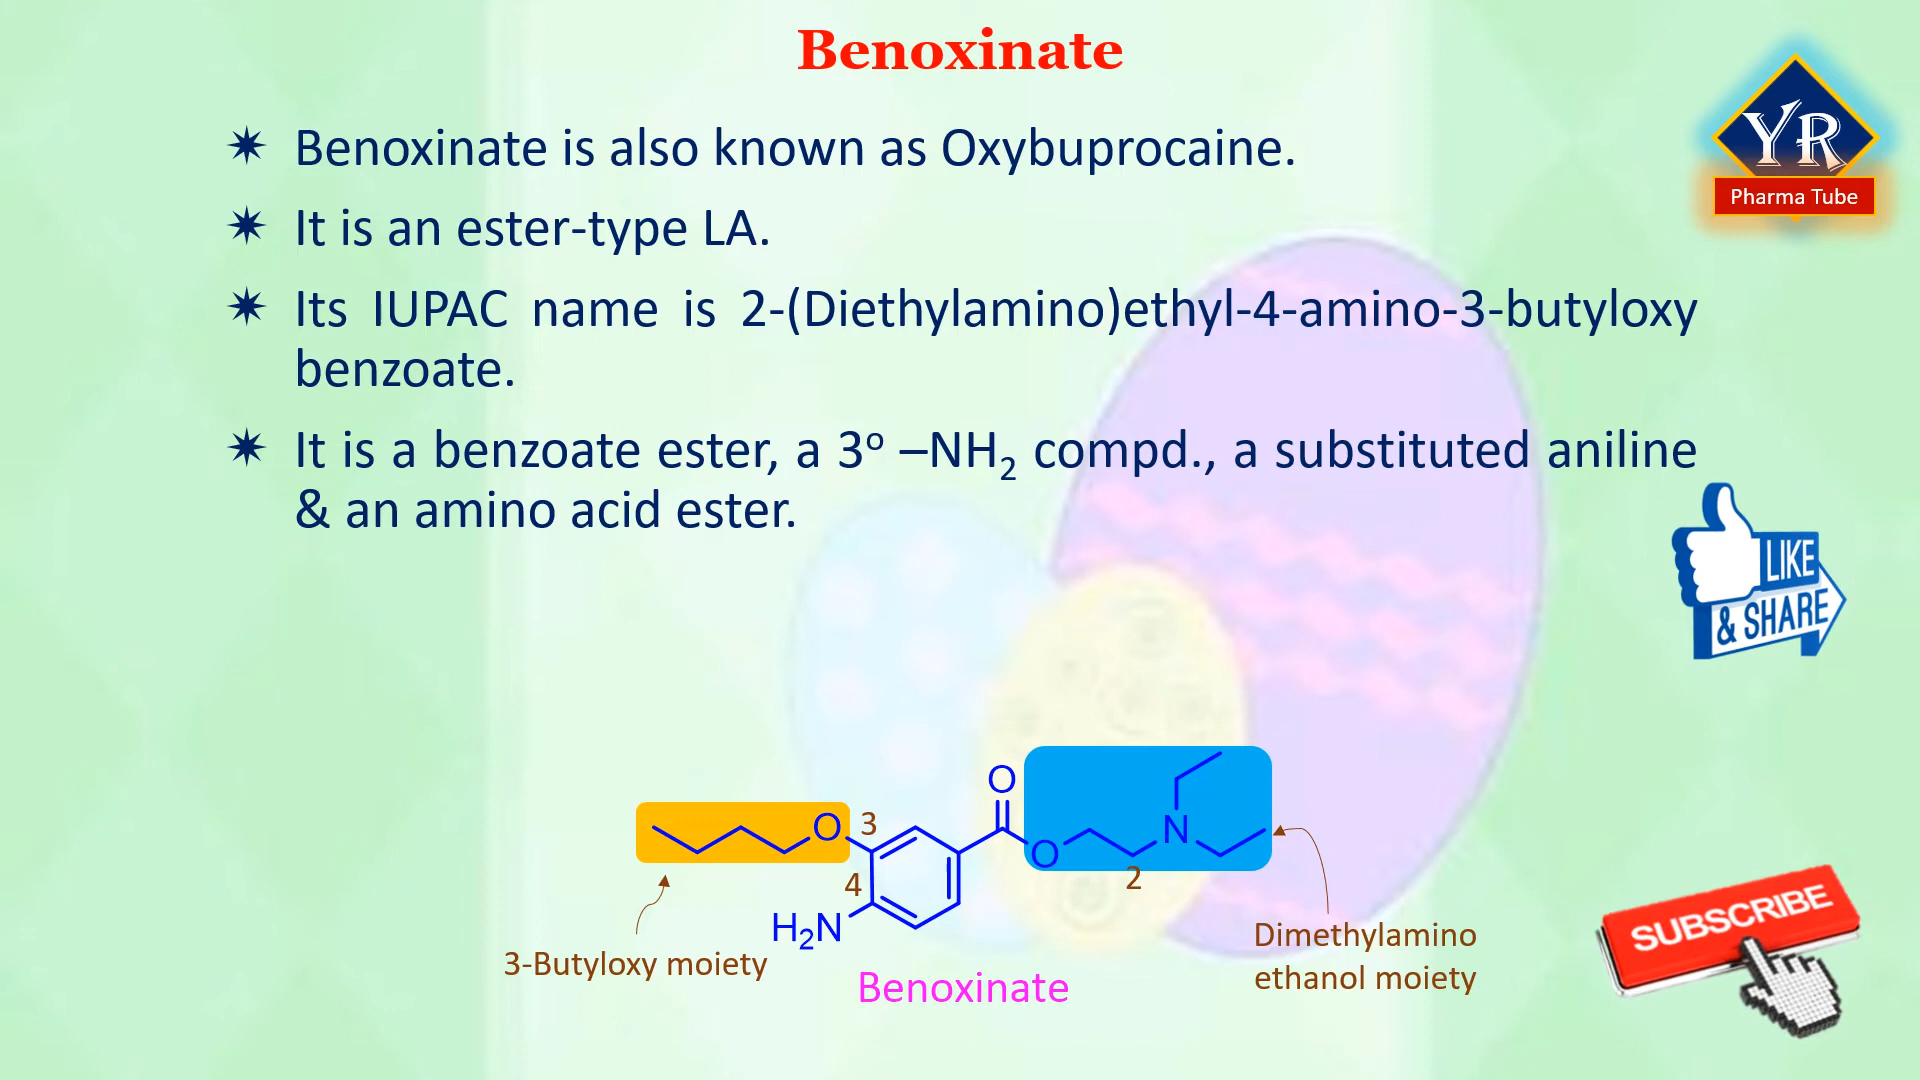 Benoxinate
YR
Pharma Tube
✷ Benoxinate is also known as Oxybuprocaine.
✷ It is an ester-type LA.
✷ Its IUPAC name is 2-(Diethylamino)ethyl-4-amino-3-butyloxy
benzoate.
✷ It is a benzoate ester, a 3º –NH₂ compd., a substituted aniline
& an amino acid ester.
LIKE
& SHARE
O
O 3
N
O
4
2
H₂N
3-Butyloxy moiety
Benoxinate
Dimethylamino
ethanol moiety
SUBSCRIBE